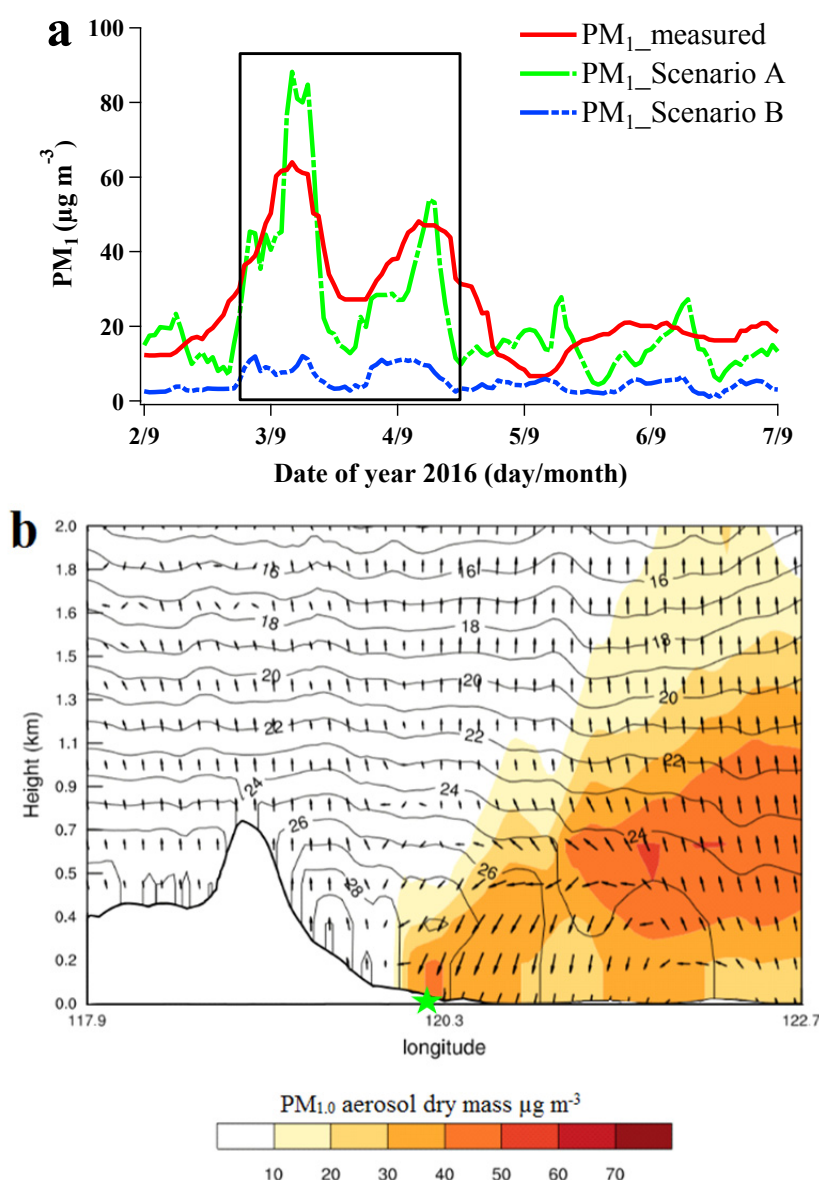 a
100
PM1_measured
PM1_Scenario A
80
PM1_Scenario B
60
PM1 (µg m-3)
40
20
0
2/9 3/9 4/9 5/9 6/9 7/9
Date of year 2016 (day/month)
b
2.0
1.8
16 16 16
1.6
18 18 18
1.5
20 20 20
1.3
22 22 22
1.1
Height (km)
0.9
24 24
0.7
26 24
0.5
28 26
0.4
0.2
0.0
117.9 120.3 122.7
longitude
PM1.0 aerosol dry mass µg m-3
10 20 30 40 50 60 70